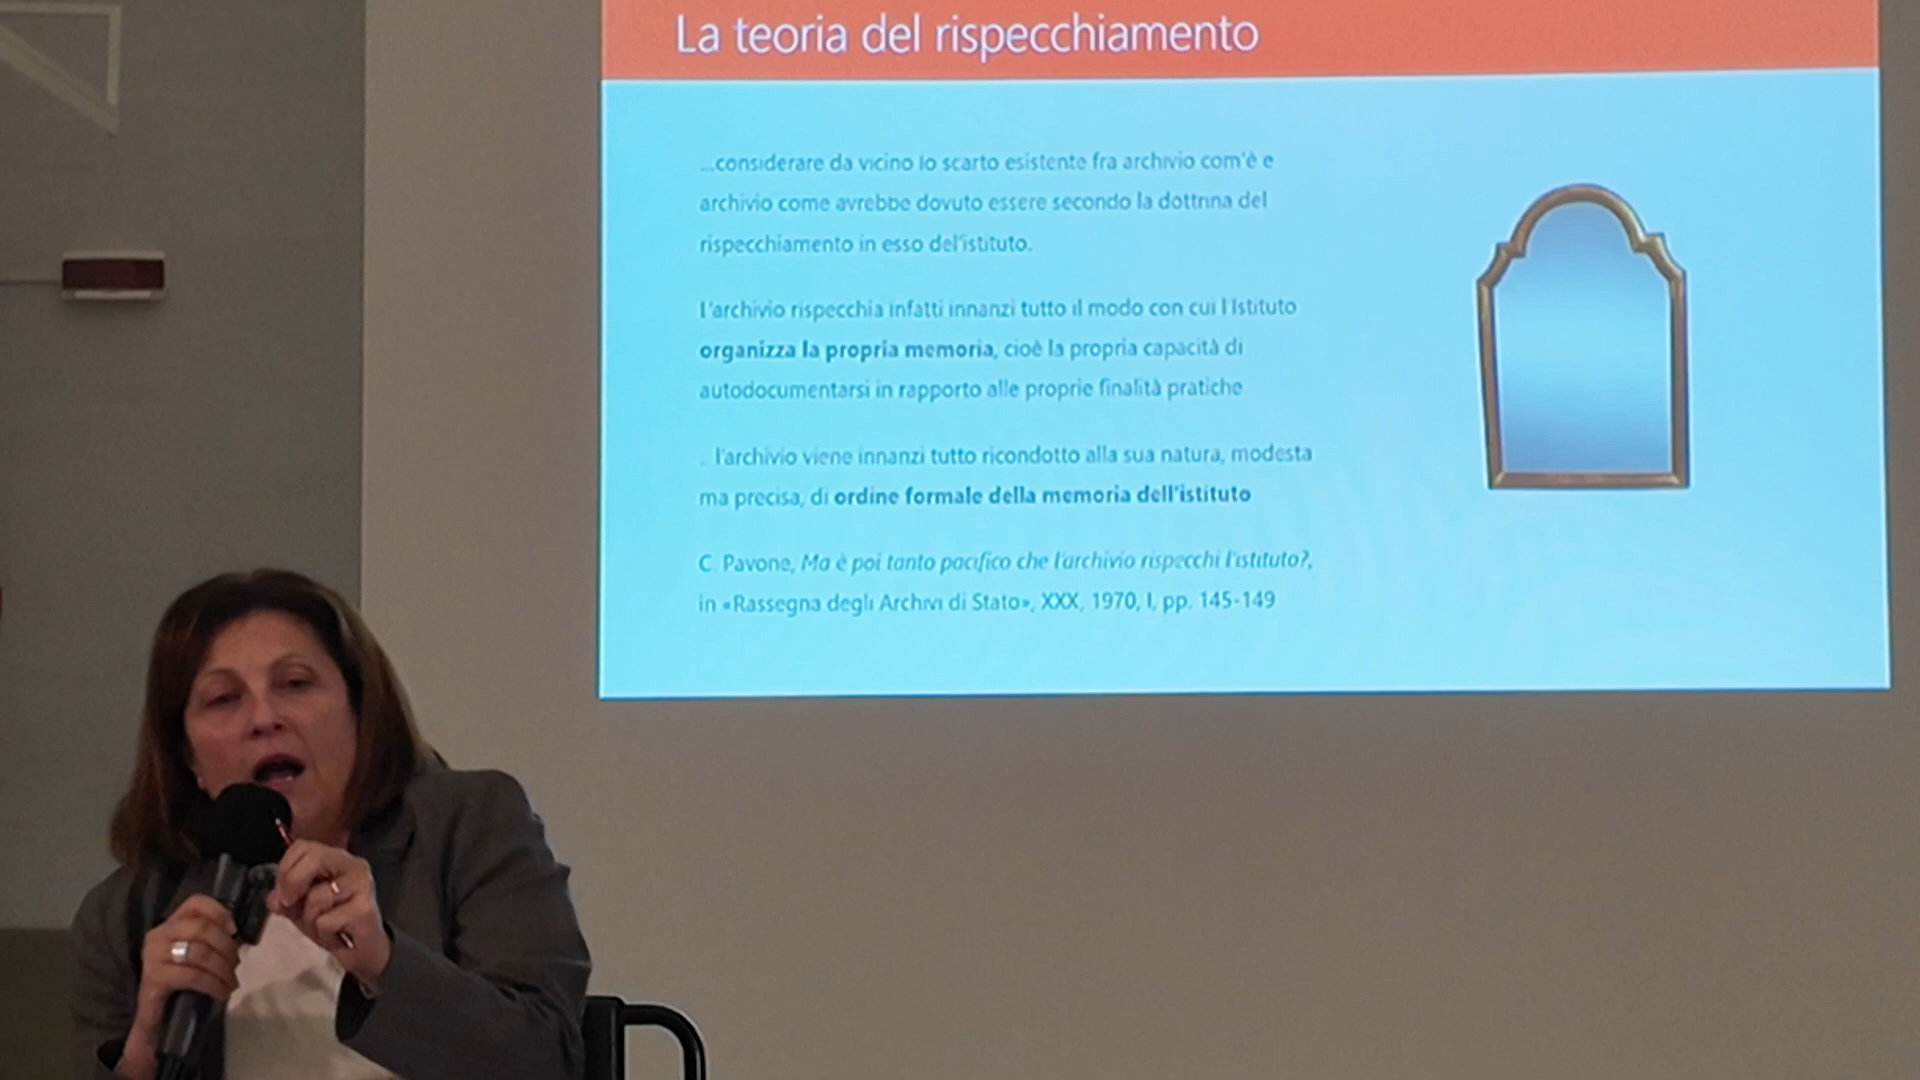 La teoria del rispecchiamento
...considerare da vicino lo scarto esistente fra archivio com'è e
archivio come avrebbe dovuto essere secondo la dottrina del
rispecchiamento in esso del'istituto.
l'archivio rispecchia infatti innanzi tutto il modo con cui l'Istituto
organizza la propria memoria, cioè la propria capacità di
autodocumentarsi in rapporto alle proprie finalità pratiche
. l'archivio viene innanzi tutto ricondotto alla sua natura, modesta
ma precisa, di ordine formale della memoria dell'istituto
C. Pavone, Ma è poi tanto pacifico che l'archivio rispecchi l'istituto?,
in «Rassegna degli Archivi di Stato», XXX, 1970, I, pp. 145-149